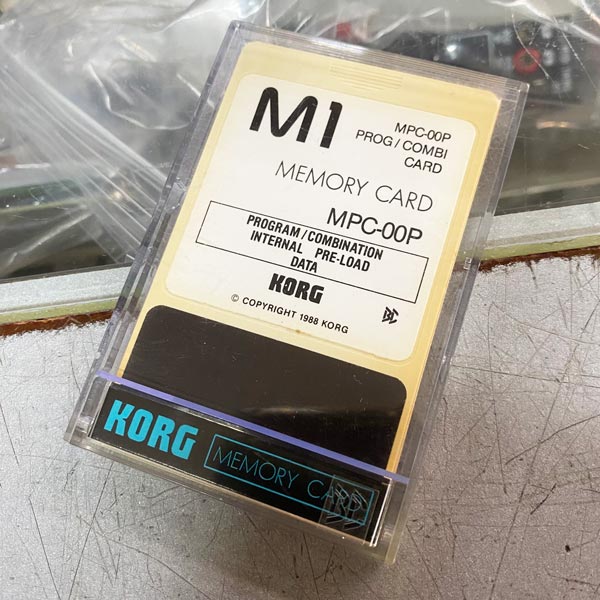 M1
MPC-00P
PROG/COMBI
CARD
MEMORY CARD
MPC-00P
PROGRAM/COMBINATION
INTERNAL PRE-LOAD
DATA
KORG
© COPYRIGHT 1988 KORG
KORG
MEMORY CARD